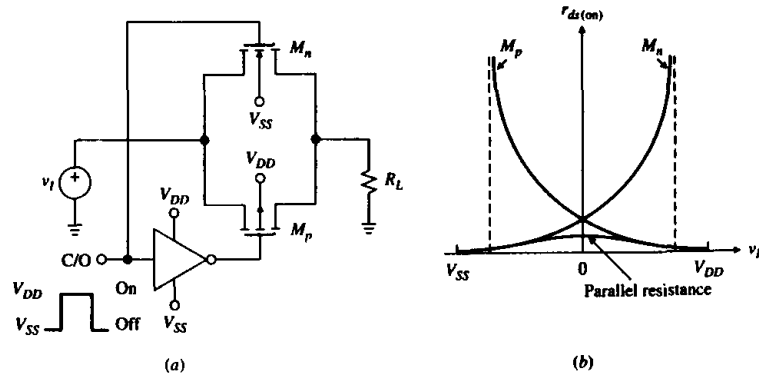 M_n
V_SS
V_DD
v_I
R_L
V_DD
M_p
C/O
On
V_DD
V_SS
Off
V_SS
(a)
r_ds(on)
M_p
M_n
V_SS
0
V_DD
v_I
Parallel resistance
(b)